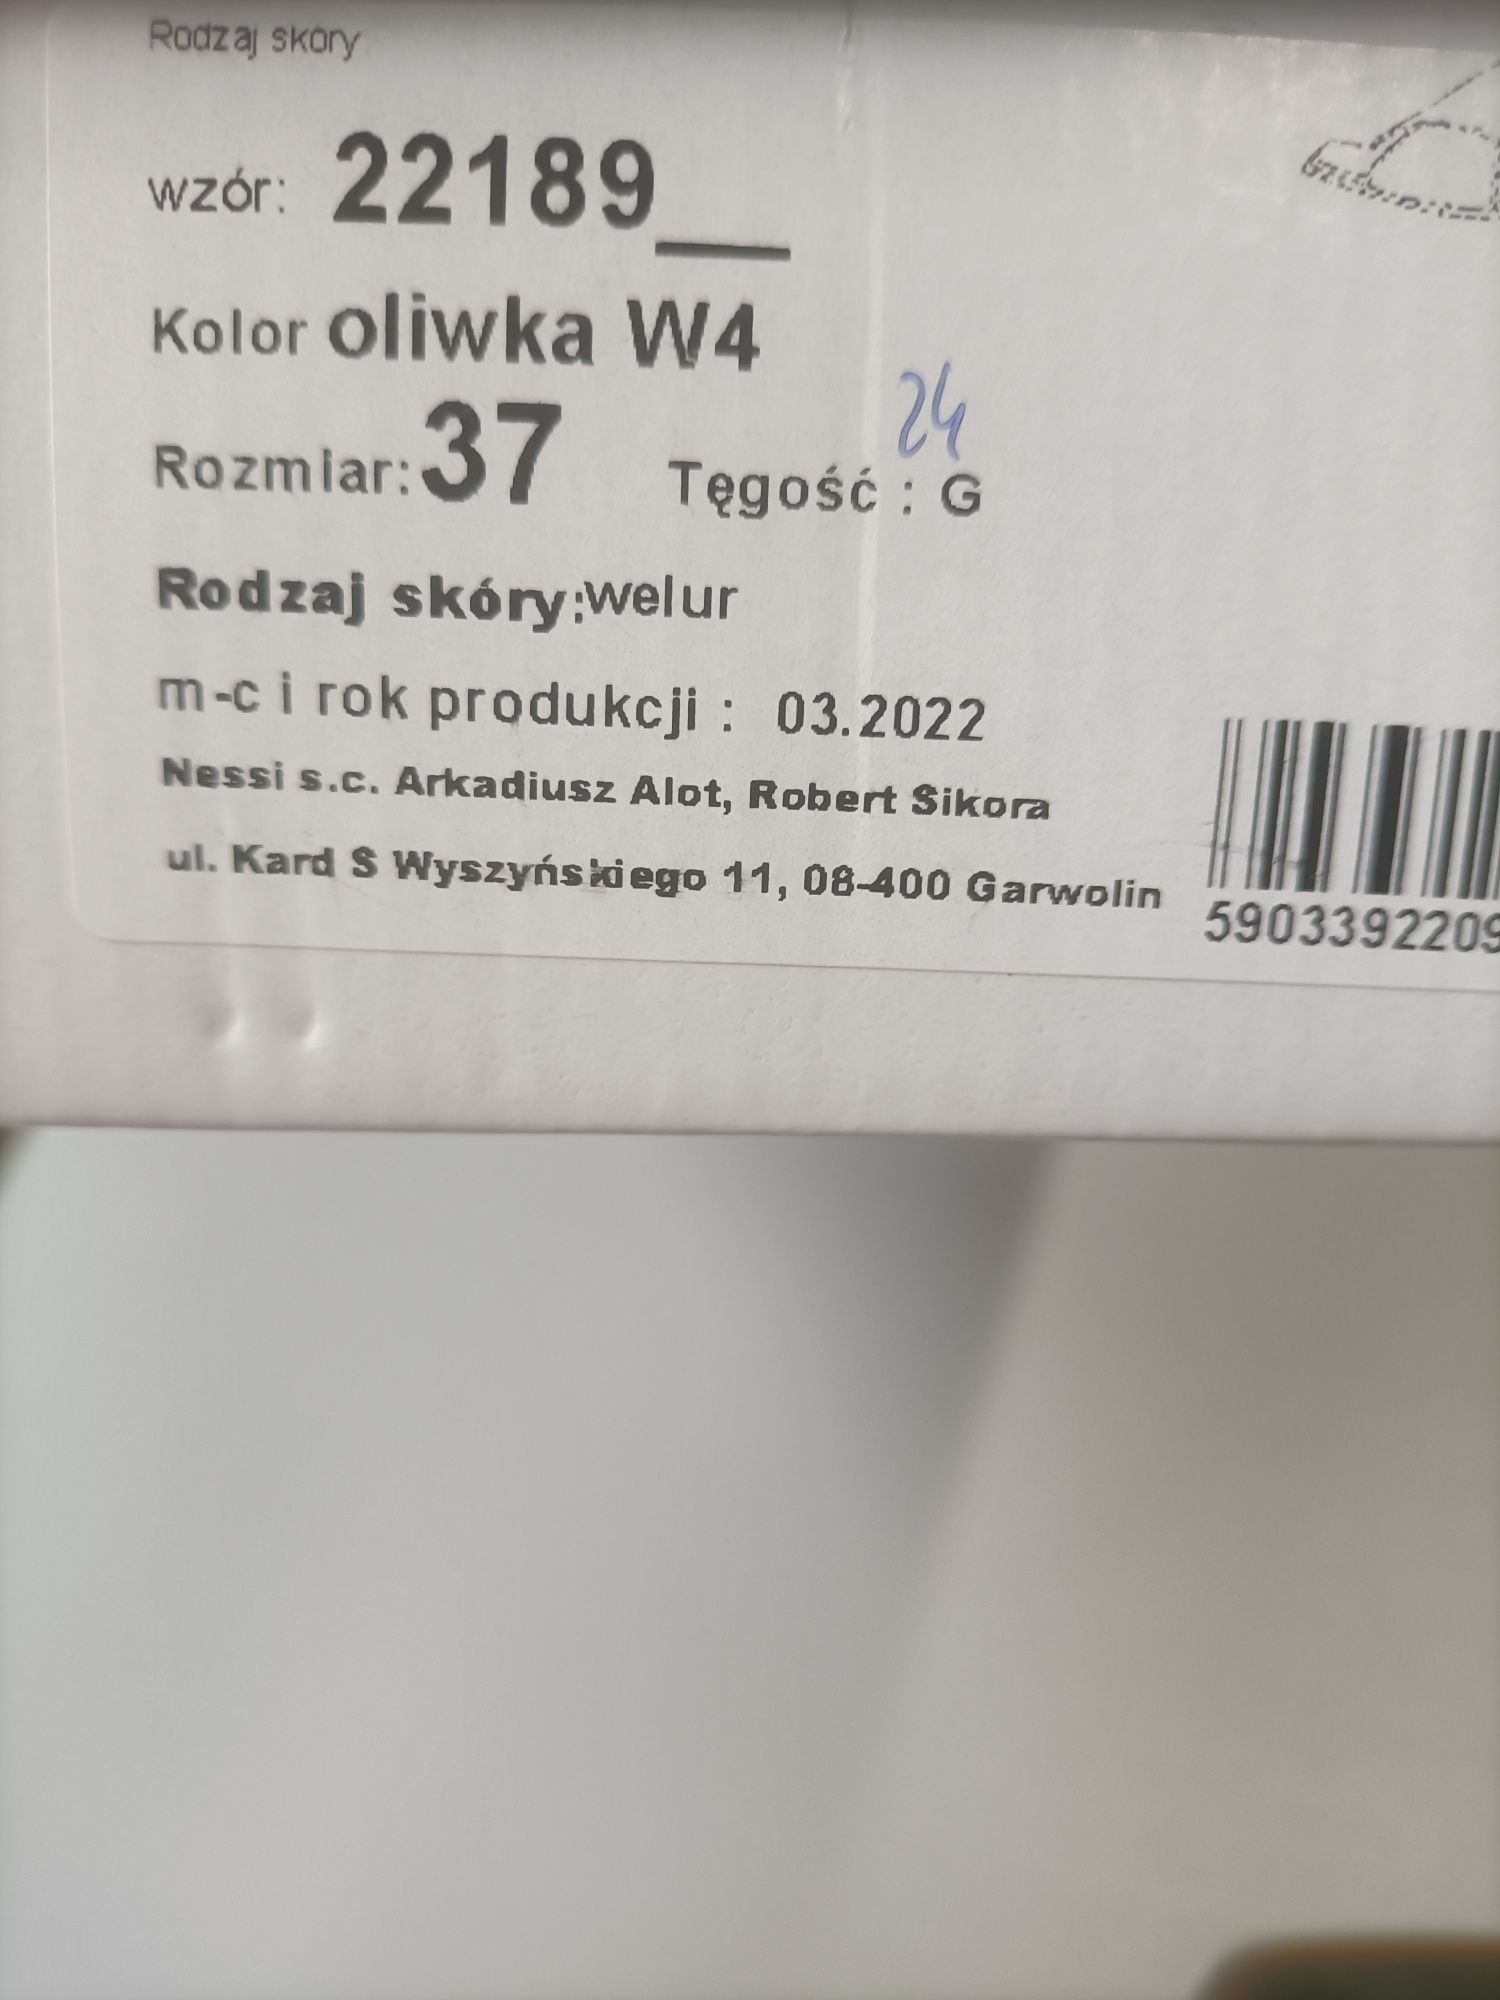 Rodzaj skóry
wzór: 22189__
Kolor oliwka W4
24
Rozmiar: 37 Tęgość : G
Rodzaj skóry:welur
m-c i rok produkcji : 03.2022
Nessi s.c. Arkadiusz Alot, Robert Sikora
ul. Kard S Wyszyńskiego 11, 08-400 Garwolin
5903392209